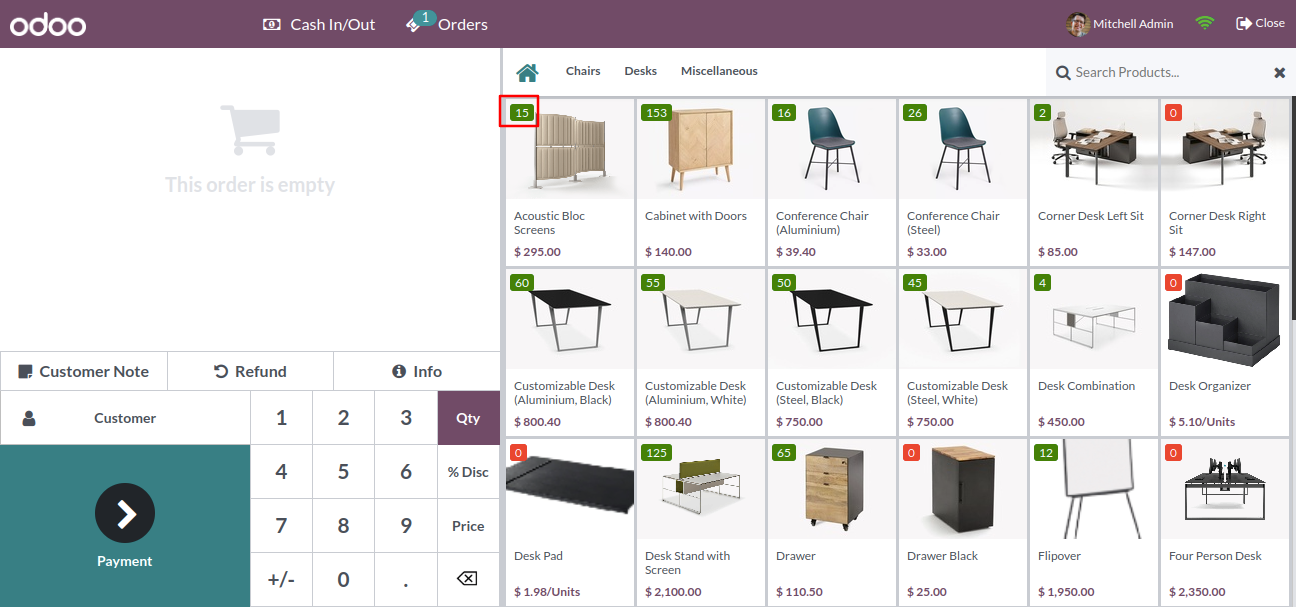 odoo
Cash In/Out
1
Orders
Mitchell Admin
Close
Chairs
Desks
Miscellaneous
Search Products...
This order is empty
Customer Note
Refund
Info
Customer
1
2
3
Qty
4
5
6
% Disc
7
8
9
Price
+/-
0
.
Payment
15
Acoustic Bloc
Screens
$ 295.00
153
Cabinet with Doors
$ 140.00
16
Conference Chair
(Aluminium)
$ 39.40
26
Conference Chair
(Steel)
$ 33.00
2
Corner Desk Left Sit
$ 85.00
0
Corner Desk Right
Sit
$ 147.00
60
Customizable Desk
(Aluminium, Black)
$ 800.40
55
Customizable Desk
(Aluminium, White)
$ 800.40
50
Customizable Desk
(Steel, Black)
$ 750.00
45
Customizable Desk
(Steel, White)
$ 750.00
4
Desk Combination
$ 450.00
0
Desk Organizer
$ 5.10/Units
0
Desk Pad
$ 1.98/Units
125
Desk Stand with
Screen
$ 2,100.00
65
Drawer
$ 110.50
0
Drawer Black
$ 25.00
12
Flipover
$ 1,950.00
0
Four Person Desk
$ 2,350.00